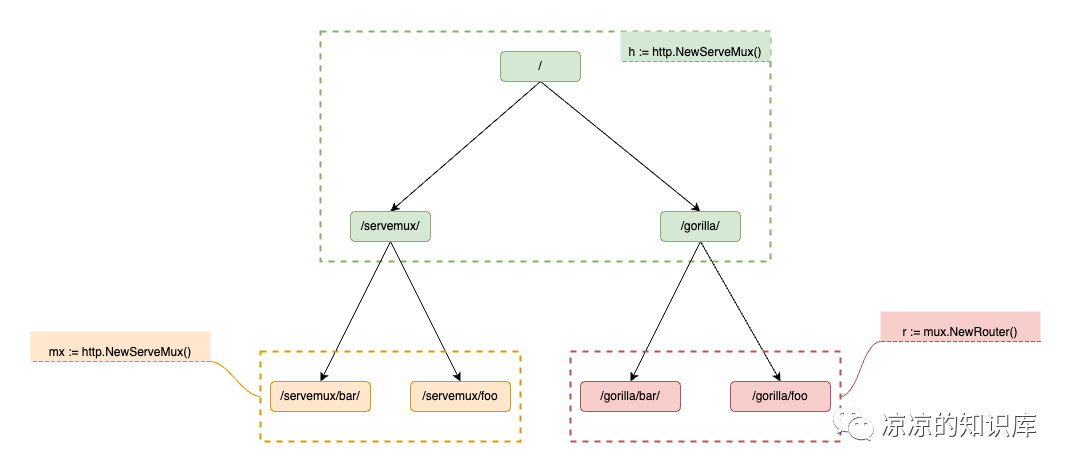 h := http.NewServeMux()
/
/servemux/
/gorilla/
mx := http.NewServeMux()
r := mux.NewRouter()
/servemux/bar/
/servemux/foo
/gorilla/bar/
/gorilla/foo
凉凉的知识库